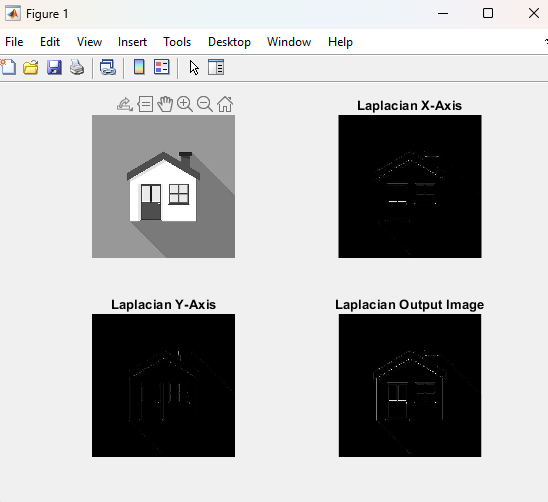 Figure 1
File Edit View Insert Tools Desktop Window Help
Laplacian X-Axis
Laplacian Y-Axis
Laplacian Output Image